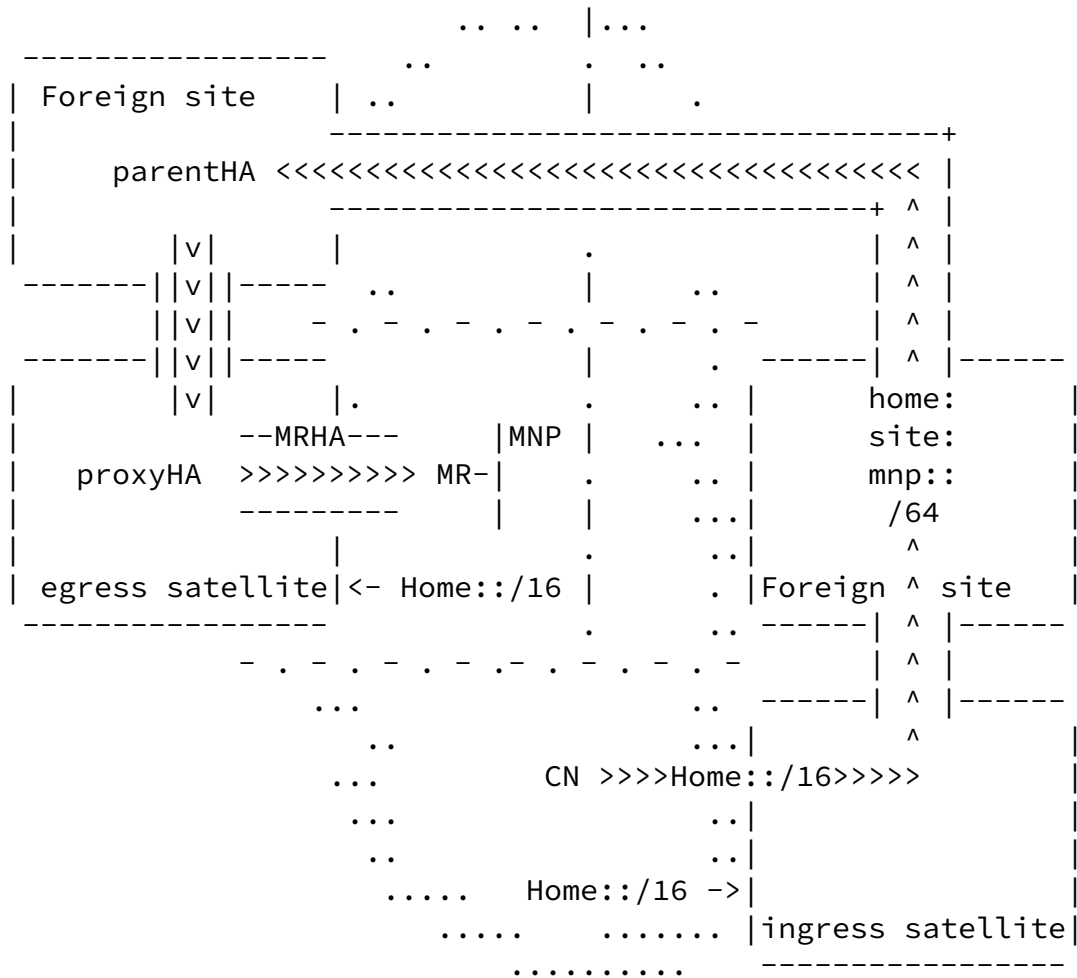 Foreign site
parentHA <<<<<<<<<<<<<<<<<<<<<<<<<<<<<<<<<<<<
home:
--MRHA--- |MNP | site:
proxyHA >>>>>>>>>> MR-| mnp::
/64
egress satellite|<- Home::/16 | Foreign ^ site
CN >>>>Home::/16>>>>>
Home::/16 ->|
ingress satellite